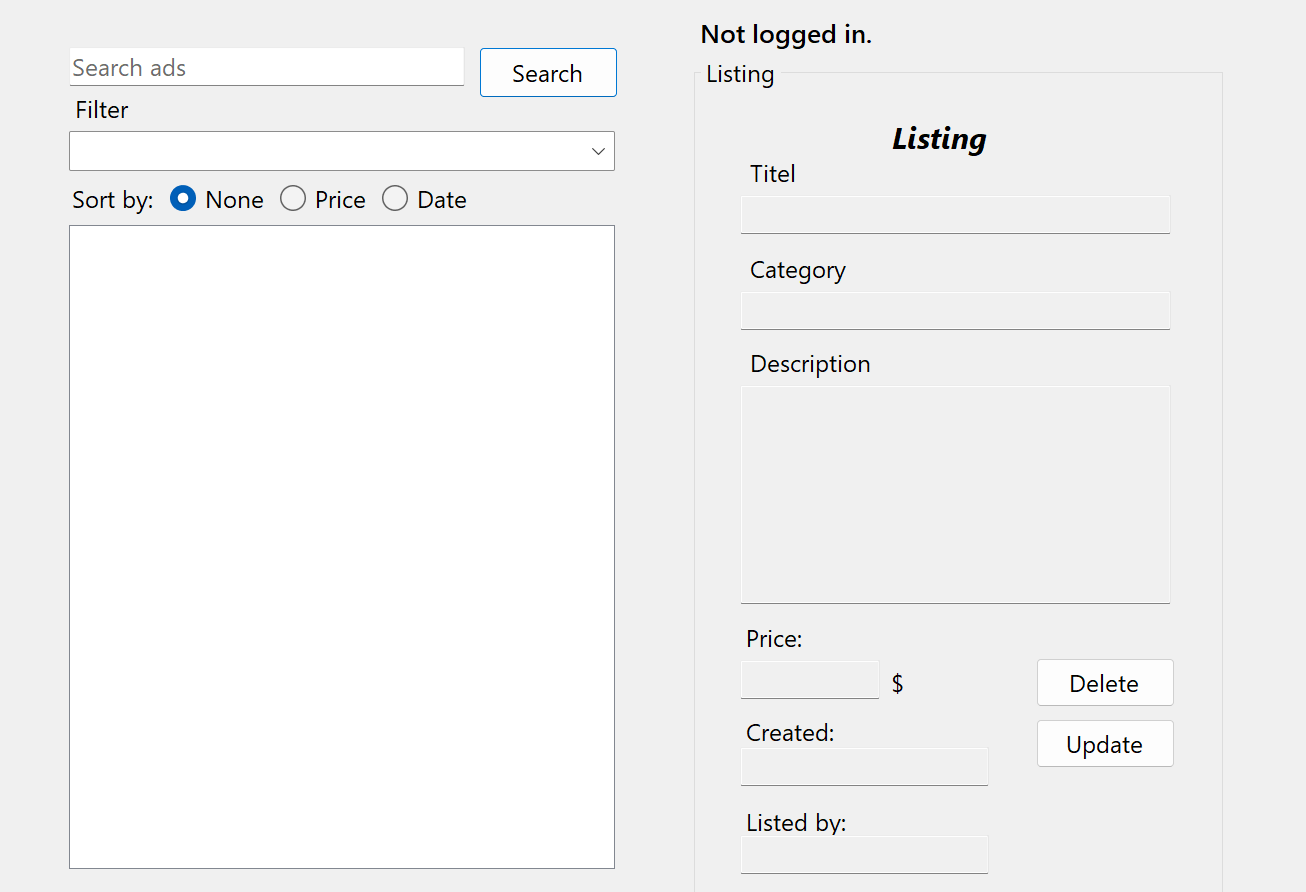 Search ads
Search
Filter
Sort by: None Price Date
Not logged in.
Listing
Listing
Titel
Category
Description
Price:
$
Delete
Created:
Update
Listed by: